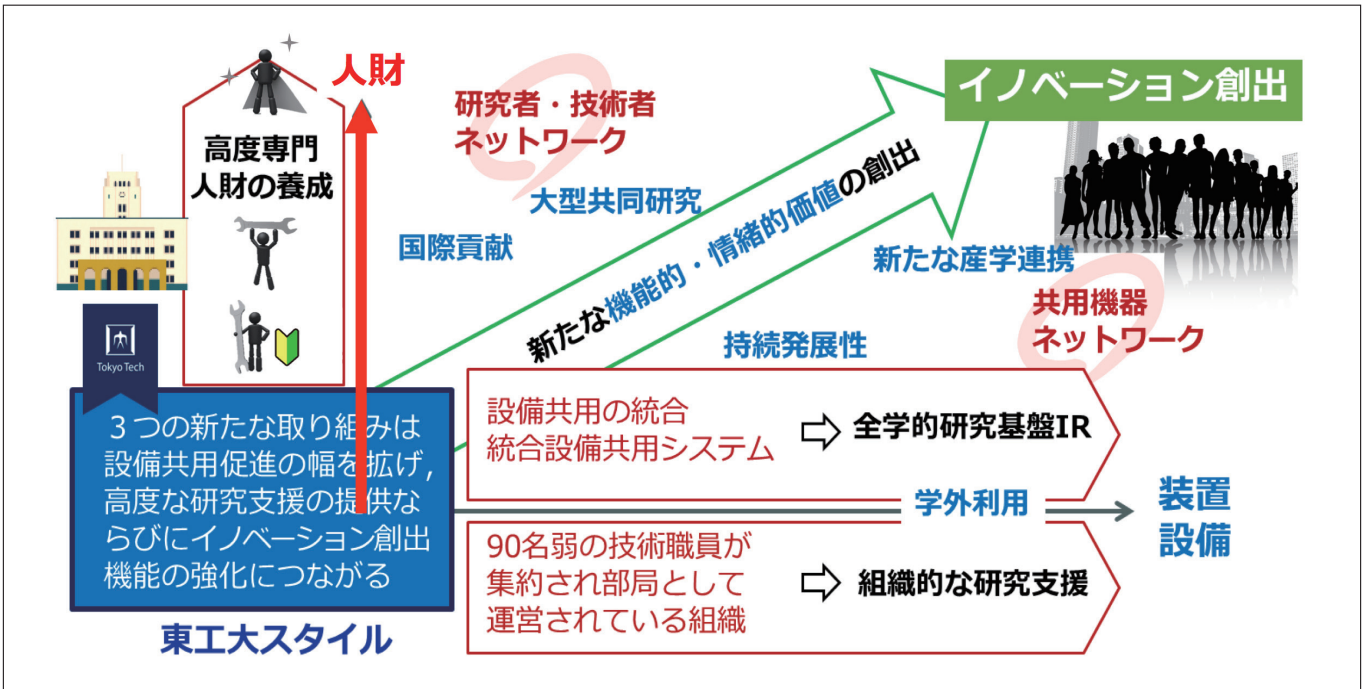 人財
高度専門
人財の養成
研究者・技術者
ネットワーク
大型共同研究
国際貢献
新たな機能的・情緒的価値の創出
イノベーション創出
新たな産学連携
共用機器
ネットワーク
持続発展性
Tokyo Tech
3つの新たな取り組みは
設備共用促進の幅を拡げ,
高度な研究支援の提供な
らびにイノベーション創出
機能の強化につながる
東工大スタイル
設備共用の統合
統合設備共用システム
全学的研究基盤IR
学外利用
装置
設備
90名弱の技術職員が
集約され部局として
運営されている組織
組織的な研究支援